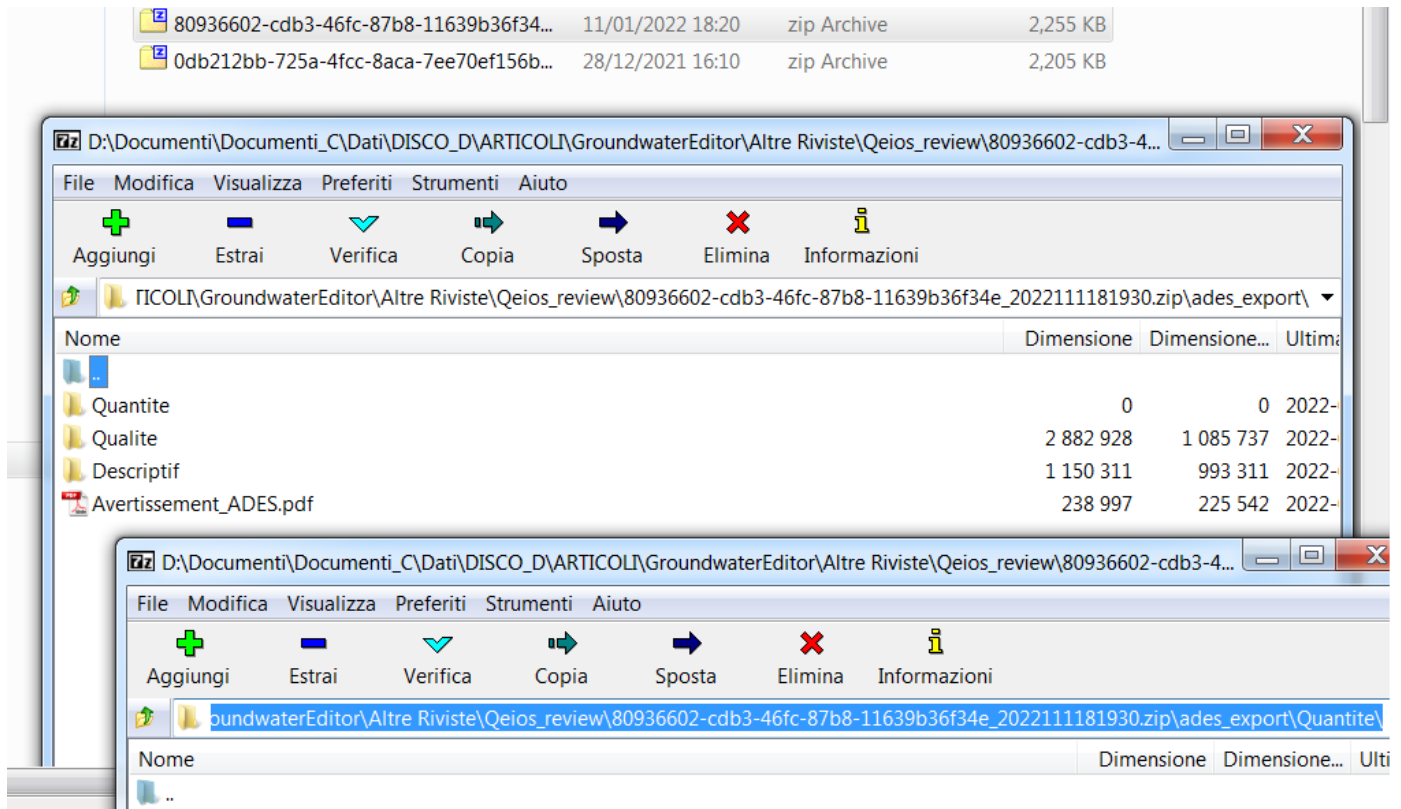 80936602-cdb3-46fc-87b8-11639b36f34... 11/01/2022 18:20 zip Archive 2,255 KB
0db212bb-725a-4fcc-8aca-7ee70ef156b... 28/12/2021 16:10 zip Archive 2,205 KB
D:\Documenti\Documenti_C\Dati\DISCO_D\ARTICOLI\GroundwaterEditor\Altre Riviste\Qeios_review\80936602-cdb3-4...
File Modifica Visualizza Preferiti Strumenti Aiuto
Aggiungi Estrai Verifica Copia Sposta Elimina Informazioni
TICOLI\GroundwaterEditor\Altre Riviste\Qeios_review\80936602-cdb3-46fc-87b8-11639b36f34e_2022111181930.zip\ades_export\
Nome Dimensione Dimensione... Ultima
..
Quantite 0 0 2022-
Qualite 2 882 928 1 085 737 2022-
Descriptif 1 150 311 993 311 2022-
Avertissement_ADES.pdf 238 997 225 542 2022-
D:\Documenti\Documenti_C\Dati\DISCO_D\ARTICOLI\GroundwaterEditor\Altre Riviste\Qeios_review\80936602-cdb3-4...
File Modifica Visualizza Preferiti Strumenti Aiuto
Aggiungi Estrai Verifica Copia Sposta Elimina Informazioni
oundwaterEditor\Altre Riviste\Qeios_review\80936602-cdb3-46fc-87b8-11639b36f34e_2022111181930.zip\ades_export\Quantite\
Nome Dimensione Dimensione... Ulti
..